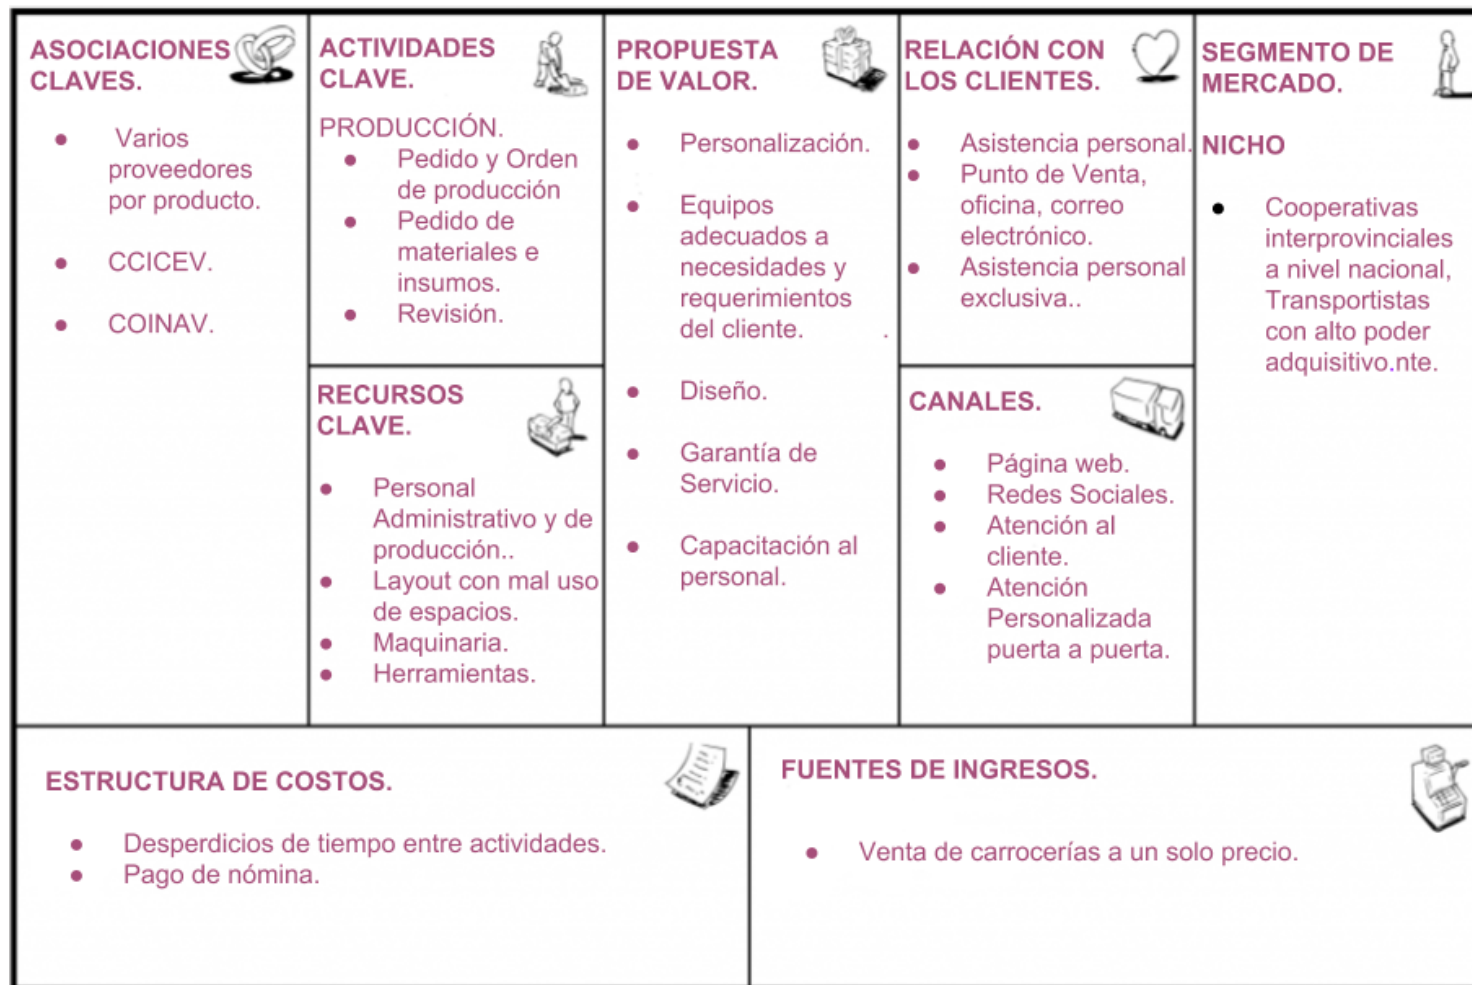 ASOCIACIONES
CLAVES.
Varios
proveedores
por producto.
CCICEV.
COINAV.
ACTIVIDADES
CLAVE.
PRODUCCIÓN.
Pedido y Orden
de producción
Pedido de
materiales e
insumos.
Revisión.
RECURSOS
CLAVE.
Personal
Administrativo y de
producción..
Layout con mal uso
de espacios.
Maquinaria.
Herramientas.
PROPUESTA
DE VALOR.
Personalización.
Equipos
adecuados a
necesidades y
requerimientos
del cliente. .
Diseño.
Garantía de
Servicio.
Capacitación al
personal.
RELACIÓN CON
LOS CLIENTES.
Asistencia personal.
Punto de Venta,
oficina, correo
electrónico.
Asistencia personal
exclusiva..
CANALES.
Página web.
Redes Sociales.
Atención al
cliente.
Atención
Personalizada
puerta a puerta.
SEGMENTO DE
MERCADO.
NICHO
Cooperativas
interprovinciales
a nivel nacional,
Transportistas
con alto poder
adquisitivo.nte.
ESTRUCTURA DE COSTOS.
Desperdicios de tiempo entre actividades.
Pago de nómina.
FUENTES DE INGRESOS.
Venta de carrocerías a un solo precio.